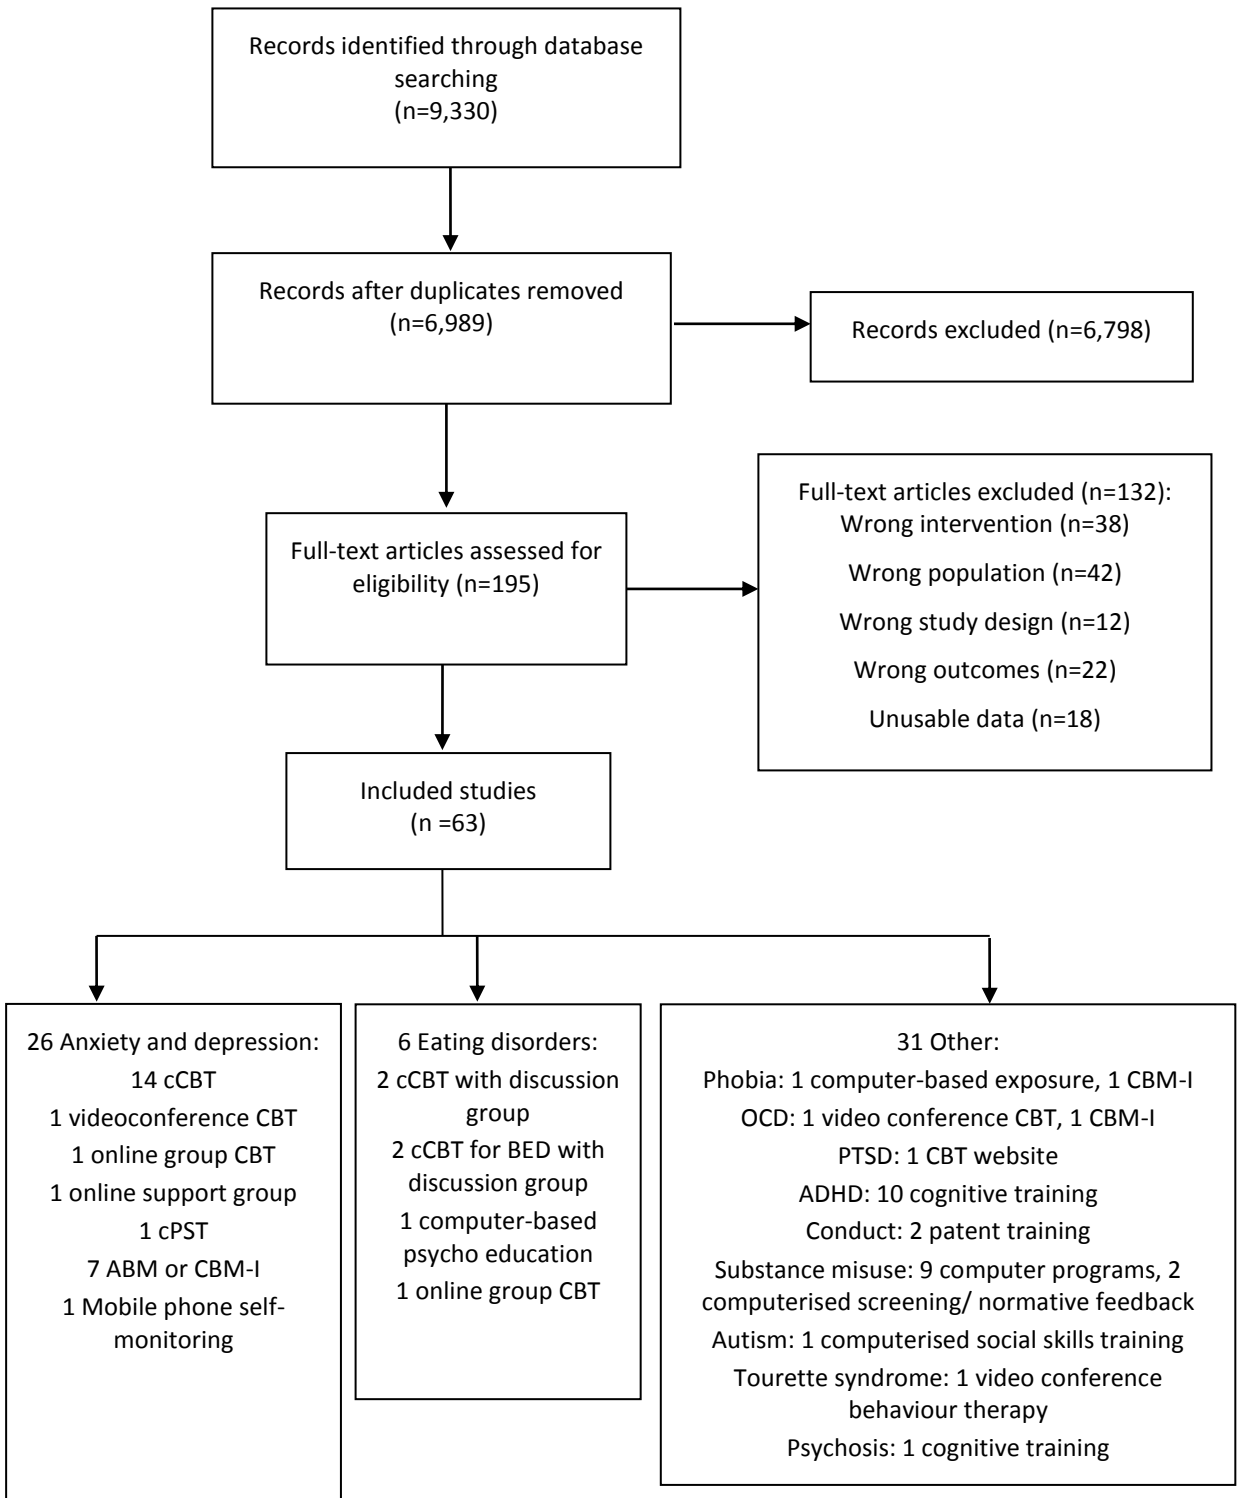 Records identified through database
searching
(n=9,330)
Records after duplicates removed
(n=6,989)
Records excluded (n=6,798)
Full-text articles assessed for
eligibility (n=195)
Full-text articles excluded (n=132):
Wrong intervention (n=38)
Wrong population (n=42)
Wrong study design (n=12)
Wrong outcomes (n=22)
Unusable data (n=18)
Included studies
(n =63)
26 Anxiety and depression:
14 cCBT
1 videoconference CBT
1 online group CBT
1 online support group
1 cPST
7 ABM or CBM-I
1 Mobile phone self-
monitoring
6 Eating disorders:
2 cCBT with discussion
group
2 cCBT for BED with
discussion group
1 computer-based
psycho education
1 online group CBT
31 Other:
Phobia: 1 computer-based exposure, 1 CBM-I
OCD: 1 video conference CBT, 1 CBM-I
PTSD: 1 CBT website
ADHD: 10 cognitive training
Conduct: 2 patent training
Substance misuse: 9 computer programs, 2
computerised screening/ normative feedback
Autism: 1 computerised social skills training
Tourette syndrome: 1 video conference
behaviour therapy
Psychosis: 1 cognitive training